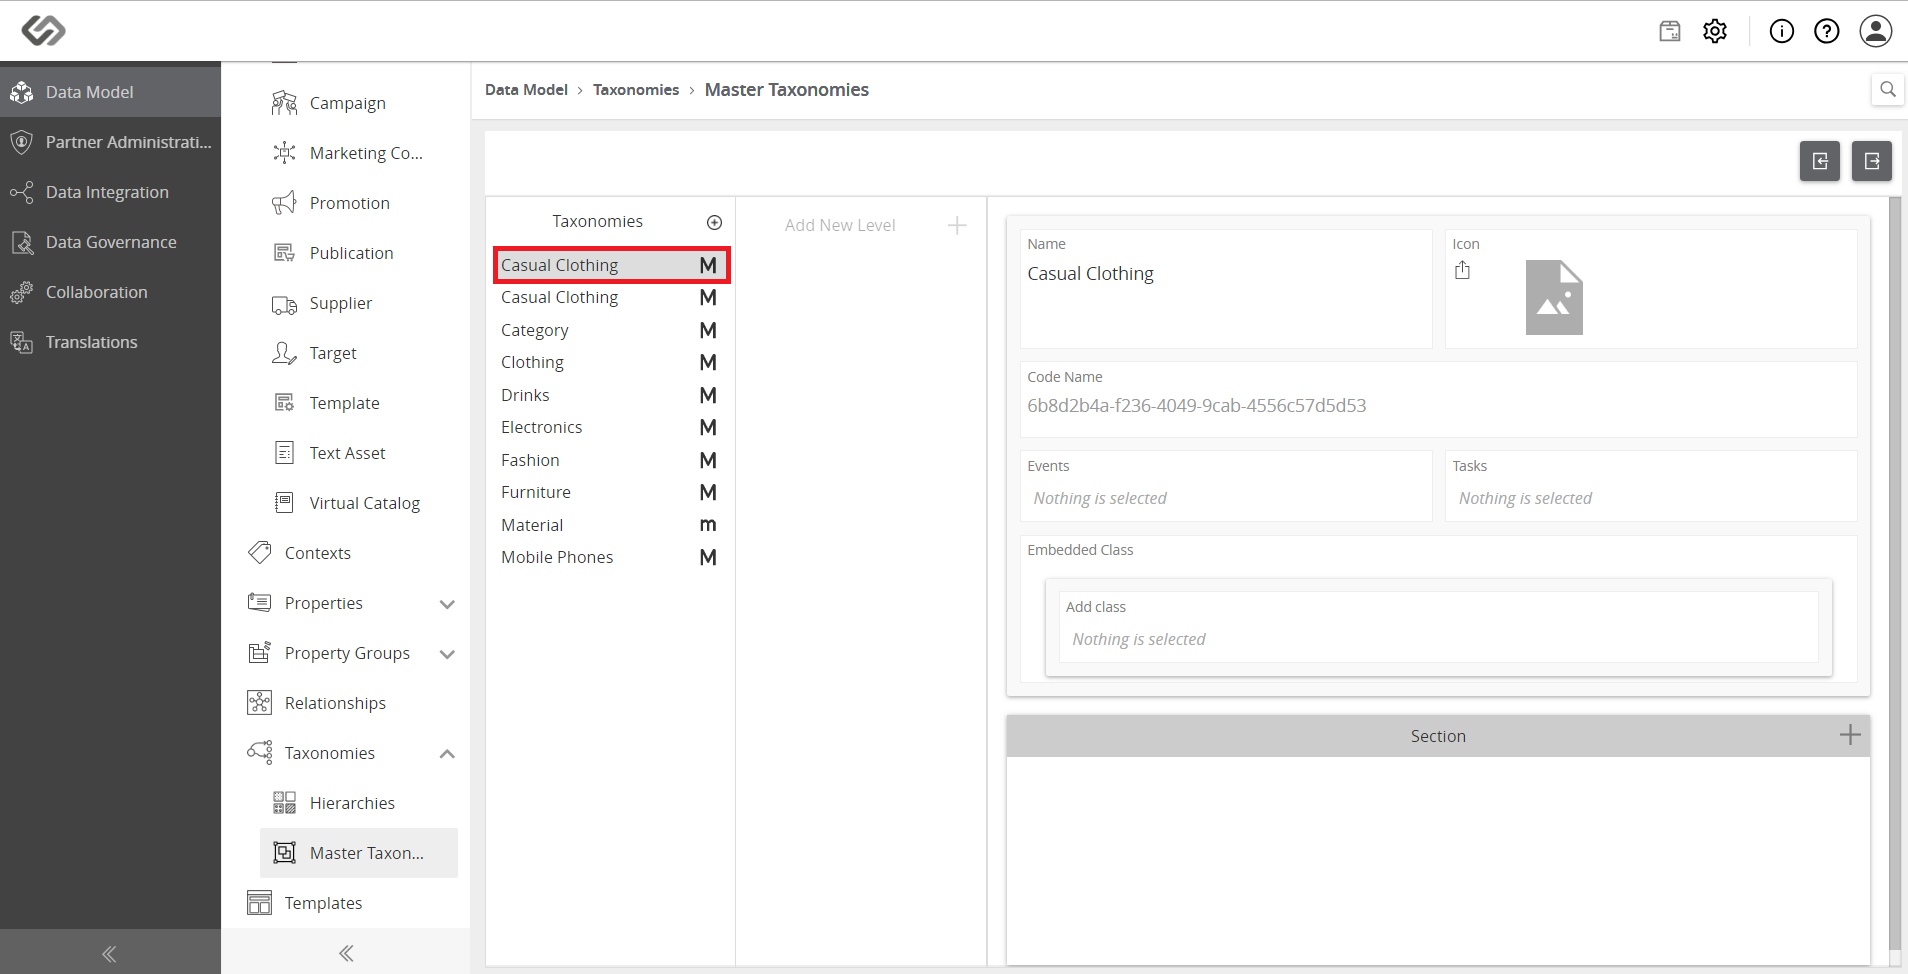 Data Model
Partner Administrati...
Data Integration
Data Governance
Collaboration
Translations
Campaign
Marketing Co...
Promotion
Publication
Supplier
Target
Template
Text Asset
Virtual Catalog
Contexts
Properties
Property Groups
Relationships
Taxonomies
Hierarchies
Master Taxon...
Templates
Data Model > Taxonomies > Master Taxonomies
Taxonomies
Casual Clothing M
Casual Clothing M
Category M
Clothing M
Drinks M
Electronics M
Fashion M
Furniture M
Material m
Mobile Phones M
Add New Level
Name
Casual Clothing
Icon
Code Name
6b8d2b4a-f236-4049-9cab-4556c57d5d53
Events
Nothing is selected
Tasks
Nothing is selected
Embedded Class
Add class
Nothing is selected
Section